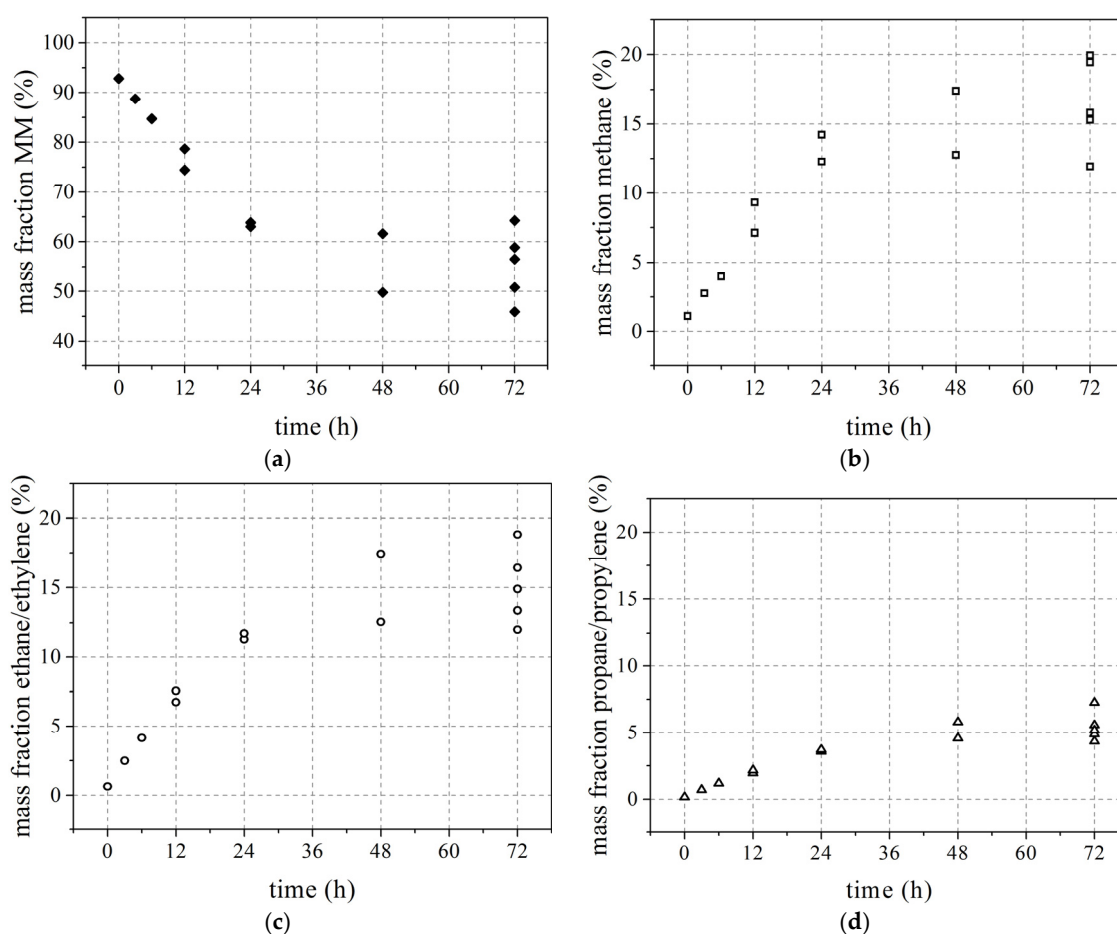 mass fraction MM (%)
100
90
80
70
60
50
40
0 12 24 36 48 60 72
time (h)
(a)
mass fraction methane (%)
20
15
10
5
0
0 12 24 36 48 60 72
time (h)
(b)
mass fraction ethane/ethylene (%)
20
15
10
5
0
0 12 24 36 48 60 72
time (h)
(c)
mass fraction propane/propylene (%)
20
15
10
5
0
0 12 24 36 48 60 72
time (h)
(d)